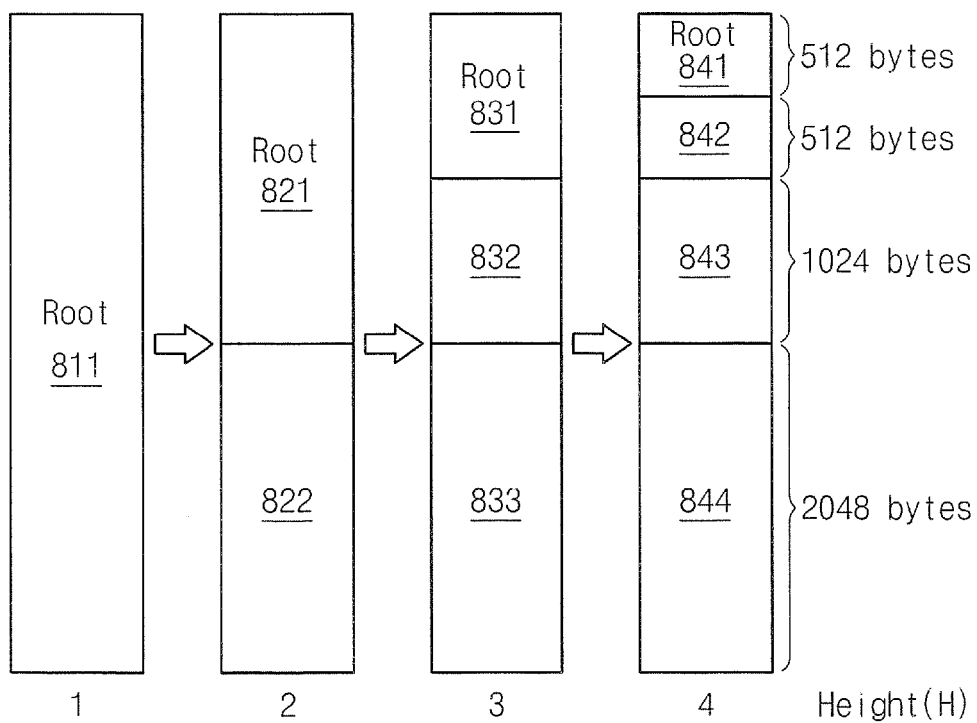 Root
811
Root
821
822
Root
831
832
833
Root
841
842
843
844
512 bytes
512 bytes
1024 bytes
2048 bytes
1 2 3 4 Height(H)